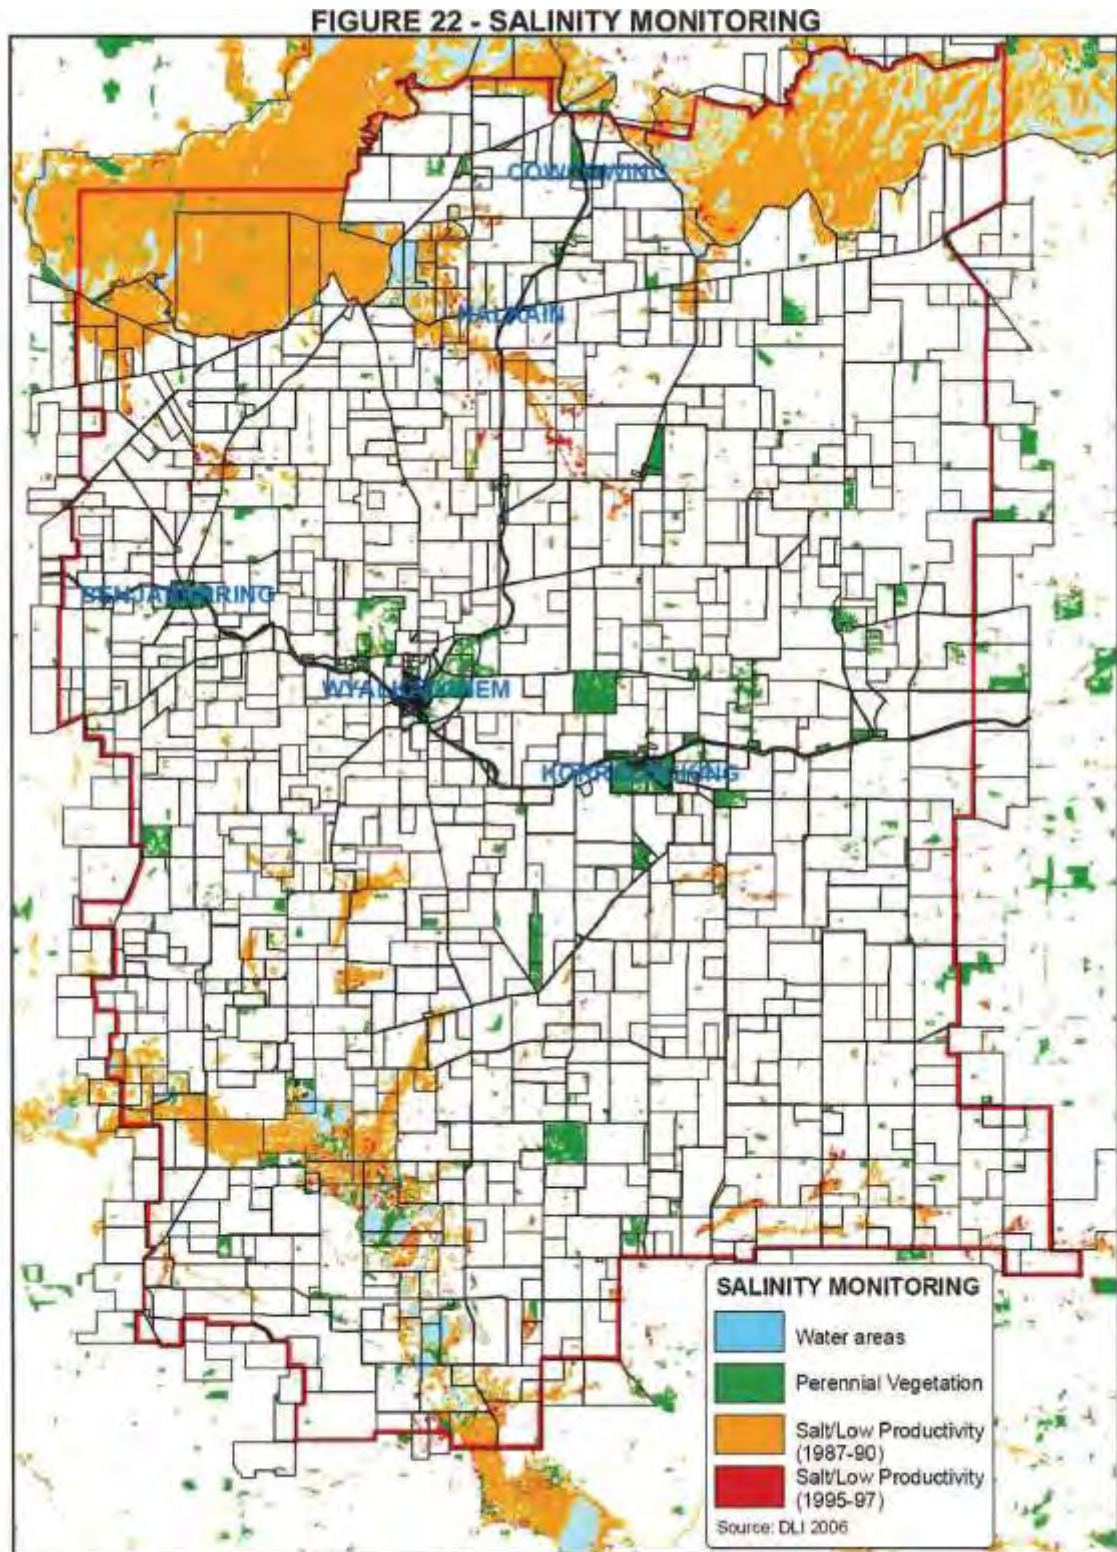 FIGURE 22 - SALINITY MONITORING
BENJABERRING
SALINITY MONITORING
Water areas
Perennial Vegetation
Salt/Low Productivity
(1987-90)
Salt/Low Productivity
(1995-97)
Source: DLI 2006